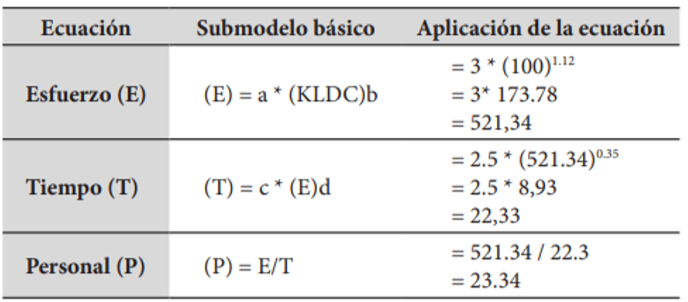 Ecuación Submodelo básico Aplicación de la ecuación
Esfuerzo (E) (E) = a * (KLDC)b = 3 * (100)^1.12
= 3* 173.78
= 521,34
Tiempo (T) (T) = c * (E)d = 2.5 * (521.34)^0.35
= 2.5 * 8,93
= 22,33
Personal (P) (P) = E/T = 521.34 / 22.3
= 23.34